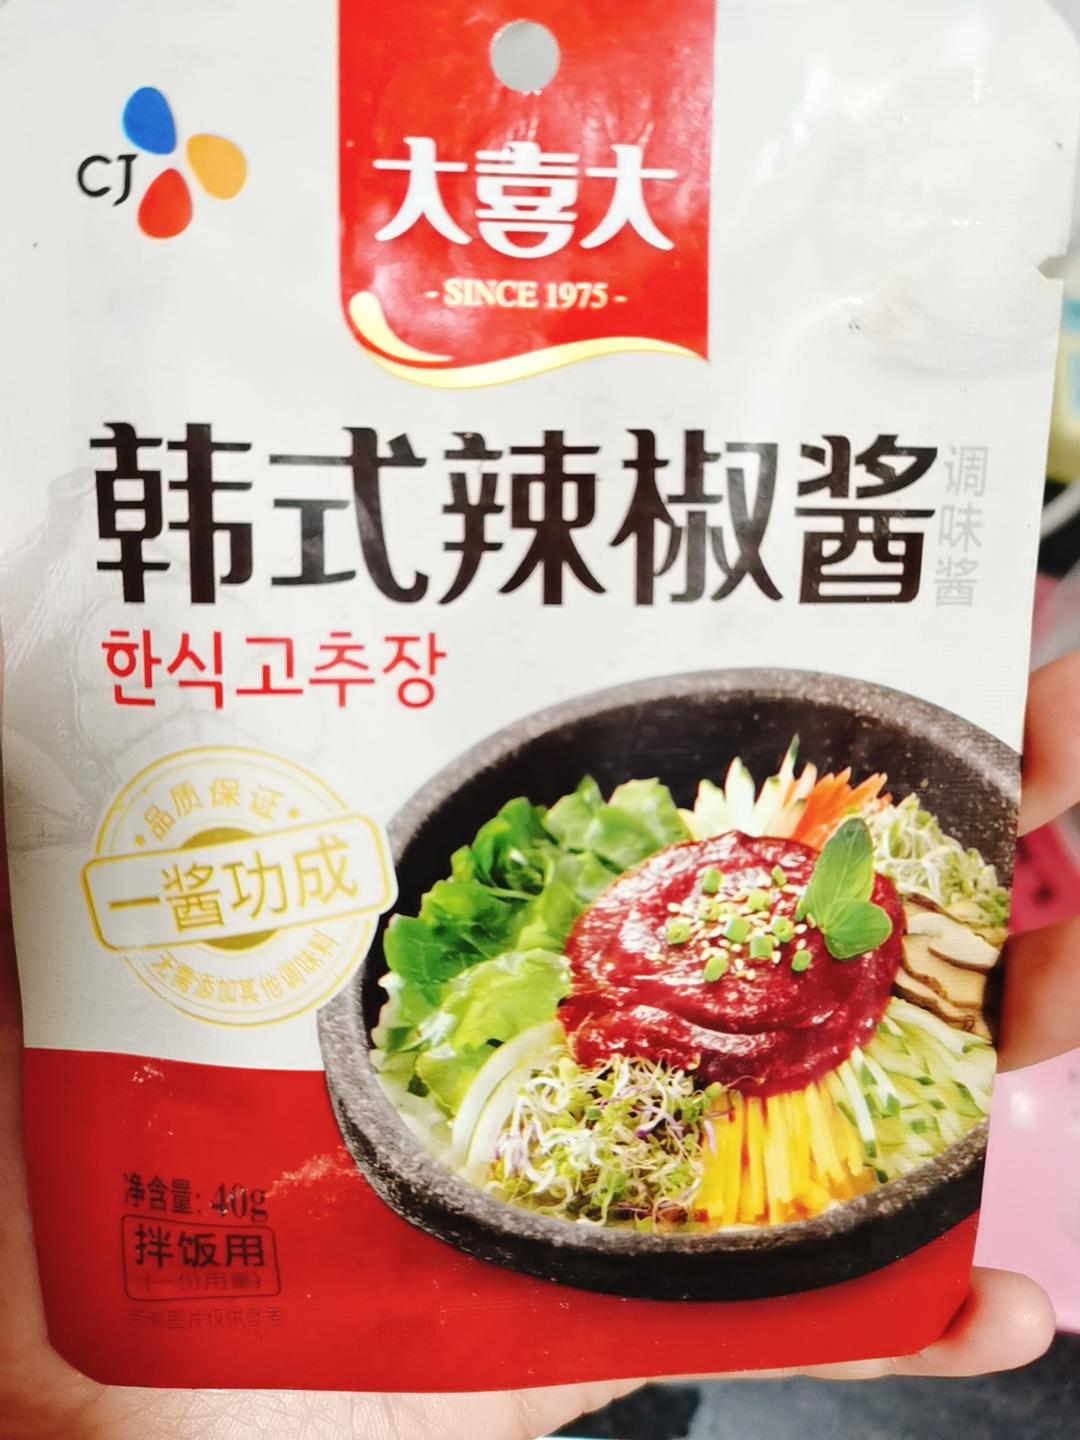 CJ
大喜大
- SINCE 1975 -
韩式辣椒酱
调味酱
한식고추장
品质保证
一酱功成
无需添加其他调味料
净含量: 40g
拌饭用
(一份用量)
所有图片仅供参考